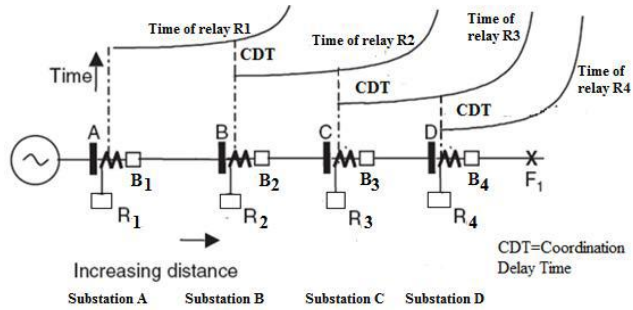 Time of relay R1
Time of relay R2
Time of
relay R3
Time of
relay R4
CDT
CDT
CDT
Time
A
B
C
D
B1
B2
B3
B4
F1
R1
R2
R3
R4
CDT=Coordination
Delay Time
Increasing distance
Substation A
Substation B
Substation C
Substation D